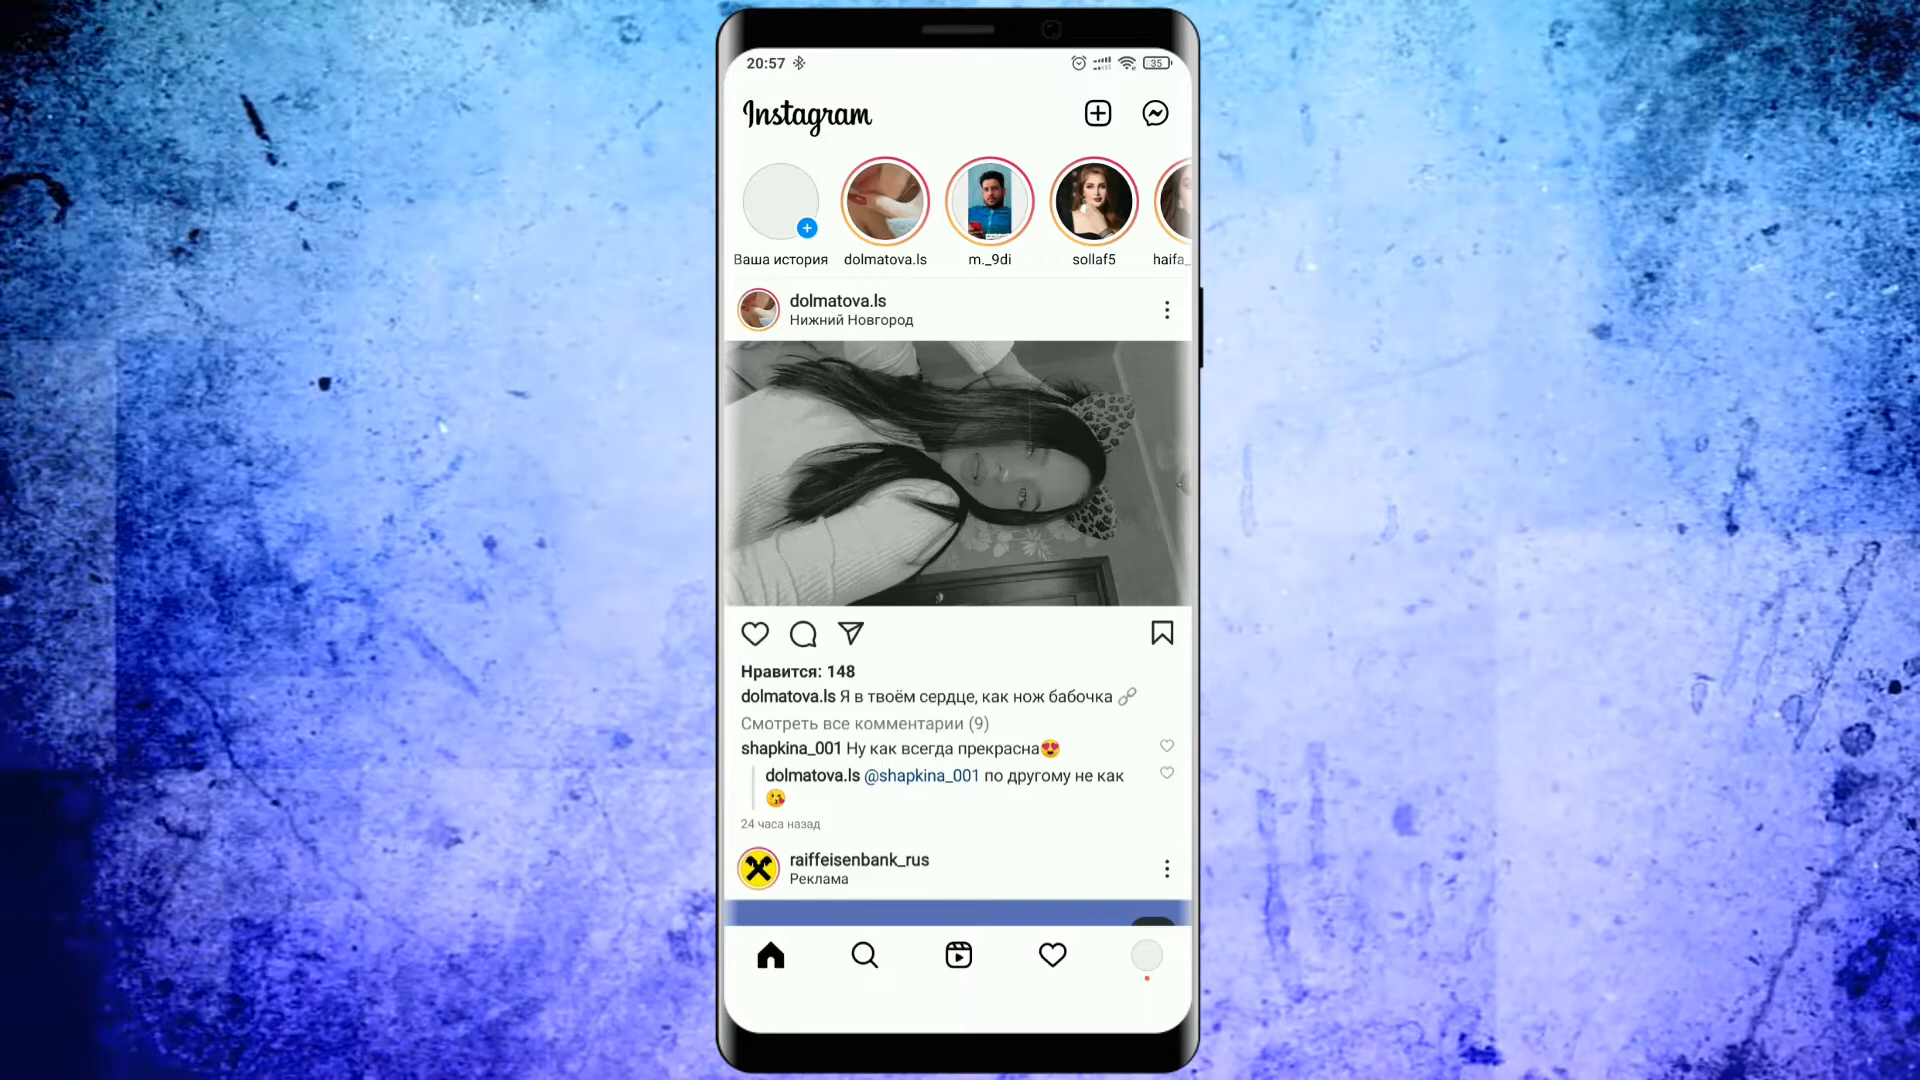 20:57
35
Instagram
Ваша история
dolmatova.ls
m._9di
sollaf5
haifa_
dolmatova.ls
Нижний Новгород
Нравится: 148
dolmatova.ls Я в твоём сердце, как нож бабочка 🔗
Смотреть все комментарии (9)
shapkina_001 Ну как всегда прекрасна😍
dolmatova.ls @shapkina_001 по другому не как
😘
24 часа назад
raiffeisenbank_rus
Реклама